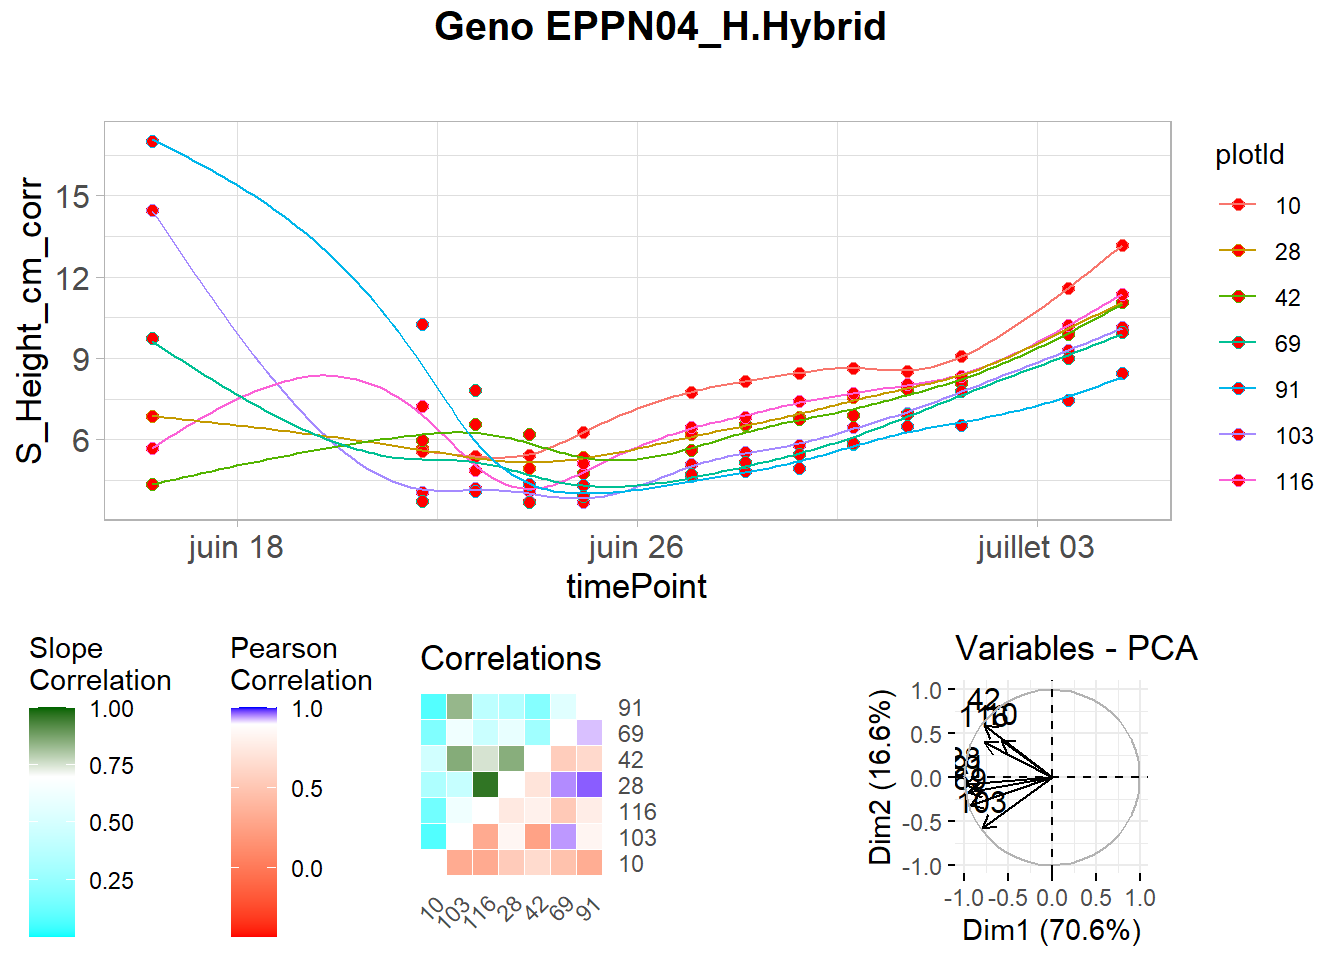 Geno EPPN04_H.Hybrid
S_Height_cm_corr
15
12
9
6
juin 18
juin 26
juillet 03
timePoint
plotId
10
28
42
69
91
103
116
Slope
Correlation
1.00
0.75
0.50
0.25
Pearson
Correlation
1.0
0.5
0.0
Correlations
91
69
42
28
116
103
10
10
103
116
28
42
69
91
Variables - PCA
Dim2 (16.6%)
1.0
0.5
0.0
-0.5
-1.0
42
103
-1.0
-0.5
0.0
0.5
1.0
Dim1 (70.6%)